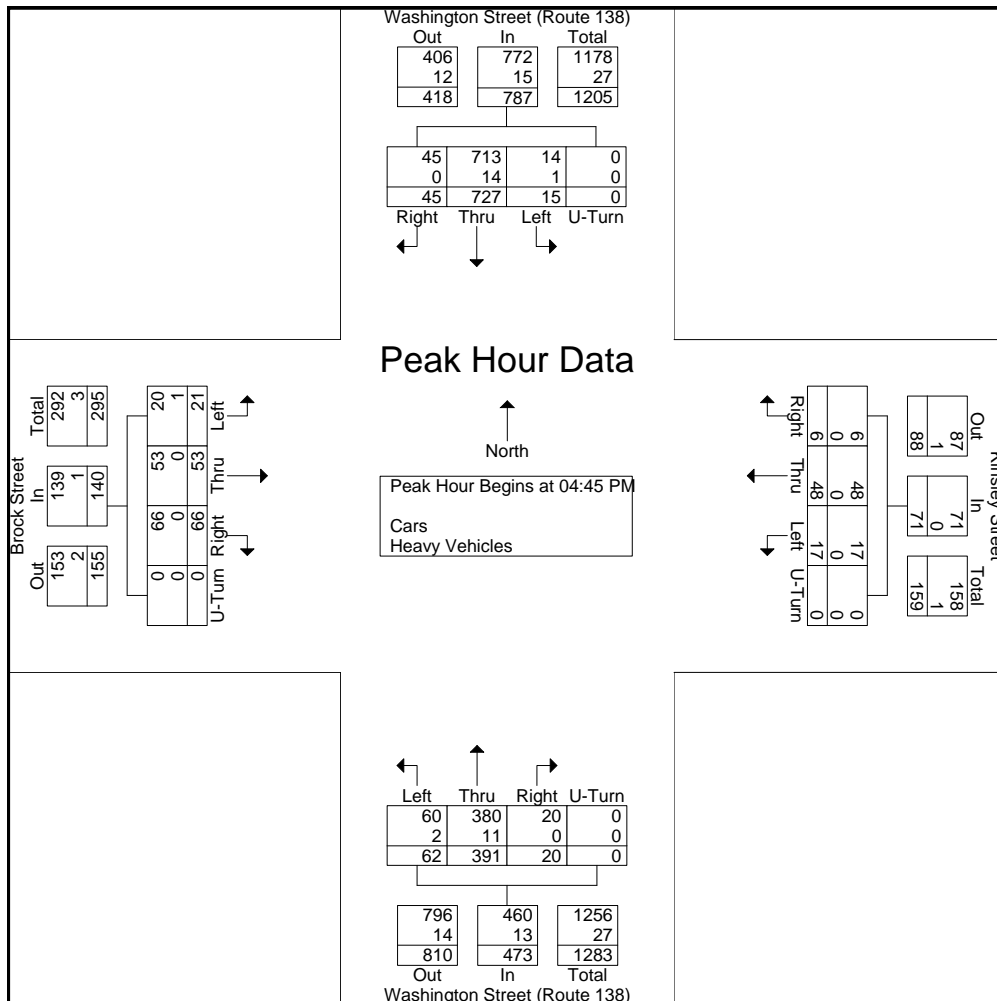 Washington Street (Route 138)
Out In Total
406 772 1178
12 15 27
418 787 1205
45 713 14 0
0 14 1 0
45 727 15 0
Right Thru Left U-Turn
Peak Hour Data
North
Peak Hour Begins at 04:45 PM
Cars
Heavy Vehicles
Brock Street
Total In Out
292 139 153
3 1 2
295 140 155
20 53 66 0
1 0 0 0
21 53 66 0
Left Thru Right U-Turn
Kinsley Street
Out In Total
87 71 158
1 0 1
88 71 159
6 48 17 0
0 0 0 0
6 48 17 0
Right Thru Left U-Turn
Left Thru Right U-Turn
60 380 20 0
2 11 0 0
62 391 20 0
796 460 1256
14 13 27
810 473 1283
Out In Total
Washington Street (Route 138)